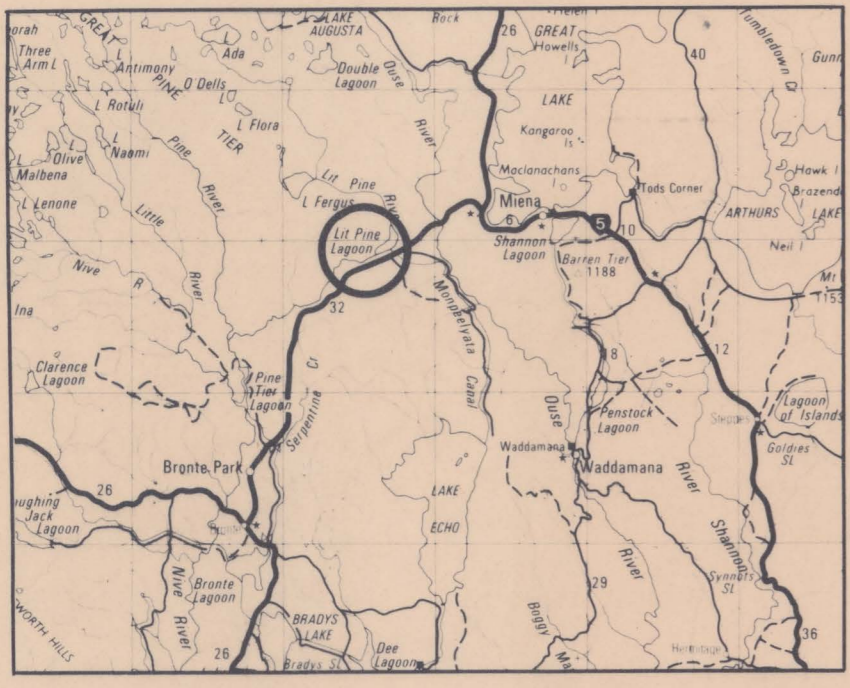 GREAT
LAKE
AUGUSTA
Rock
26
GREAT
Howells
I
40
Tumbledown Cr
Three
Arm L
L
Antimony
L
Ada
Double
Lagoon
Ouse
PINE
O'Dells
L
LAKE
L Rotuli
L Flora
TIER
Kangaroo
Is
River
L
Olive
L
Naomi
Pine
Malbena
Maclanachans
I
Hawk I
Lit Pine
River
Tods Corner
L Lenone
River
L Fergus
Miena
ARTHURS
LAKE
Little
6
5
10
Lit Pine
Lagoon
Shannon
Lagoon
Neil I
Nive
R
Barren Tier
1188
Mt
River
Monpeelyata
Canal
32
Ina
12
18
Clarence
Lagoon
Cr
Pine
Tier
Lagoon
Serpentine
Ouse
Penstock
Lagoon
Lagoon
of Islands
Steppes
Goldies
SL
Waddamana
Waddamana
Bronte Park
River
26
LAKE
ECHO
Jack
Lagoon
Shannon
River
Nive
River
Bronte
Lagoon
29
Synnots
SL
WORTH HILLS
BRADYS
LAKE
Boggy
36
26
Bradys SL
Dee
Lagoon
Hermitage